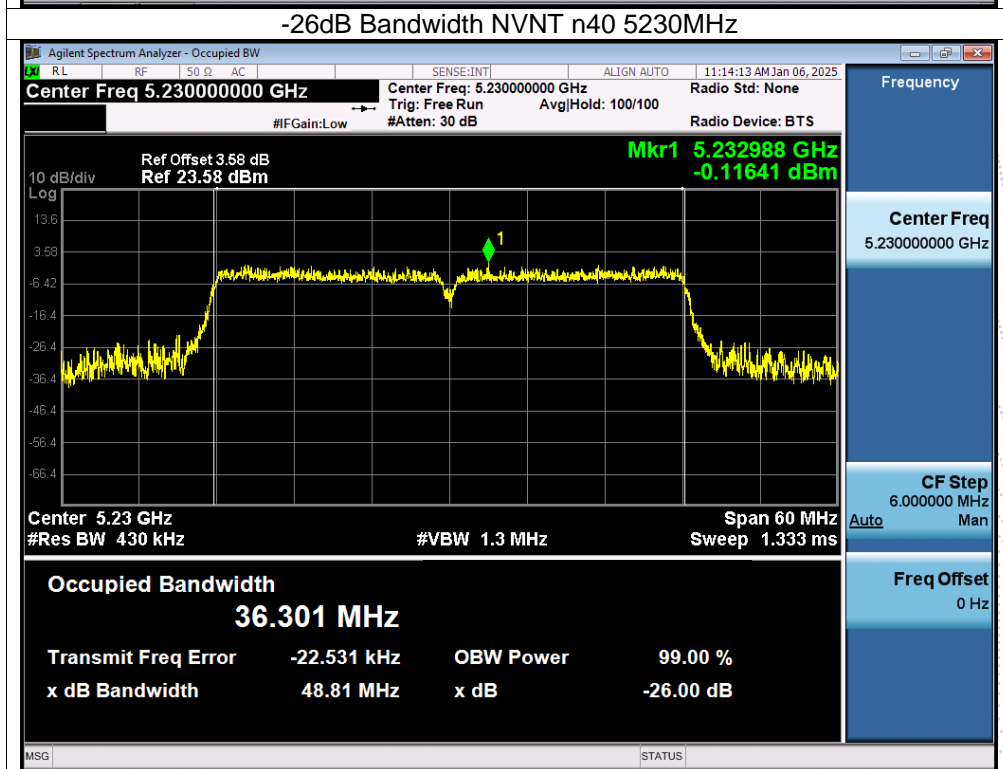 -26dB Bandwidth NVNT n40 5230MHz
Agilent Spectrum Analyzer - Occupied BW
LXI RL RF 50 Ω AC SENSE:INT ALIGN AUTO 11:14:13 AM Jan 06, 2025
Center Freq 5.230000000 GHz
Center Freq: 5.230000000 GHz
Radio Std: None
Trig: Free Run Avg|Hold: 100/100
#IFGain:Low
#Atten: 30 dB
Radio Device: BTS
Frequency
Ref Offset 3.58 dB
Mkr1 5.232988 GHz
10 dB/div Ref 23.58 dBm
-0.11641 dBm
Log
13.6
3.58
-6.42
-16.4
-26.4
-36.4
-46.4
-56.4
-66.4
1
Center 5.23 GHz
Span 60 MHz
#Res BW 430 kHz
#VBW 1.3 MHz
Sweep 1.333 ms
Center Freq
5.230000000 GHz
CF Step
6.000000 MHz
Auto Man
Freq Offset
0 Hz
Occupied Bandwidth
36.301 MHz
Transmit Freq Error -22.531 kHz OBW Power 99.00 %
x dB Bandwidth 48.81 MHz x dB -26.00 dB
MSG
STATUS